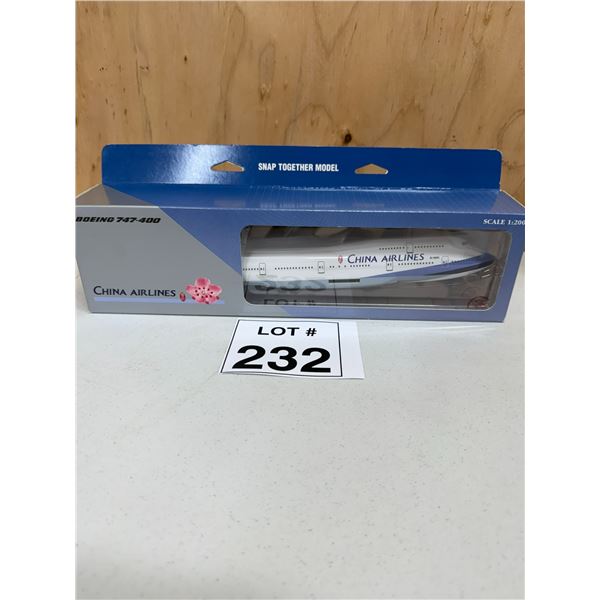 SNAP TOGETHER MODEL
BOEING 747-400
SCALE 1:200
CHINA AIRLINES
CHINA AIRLINES
LOT #
232